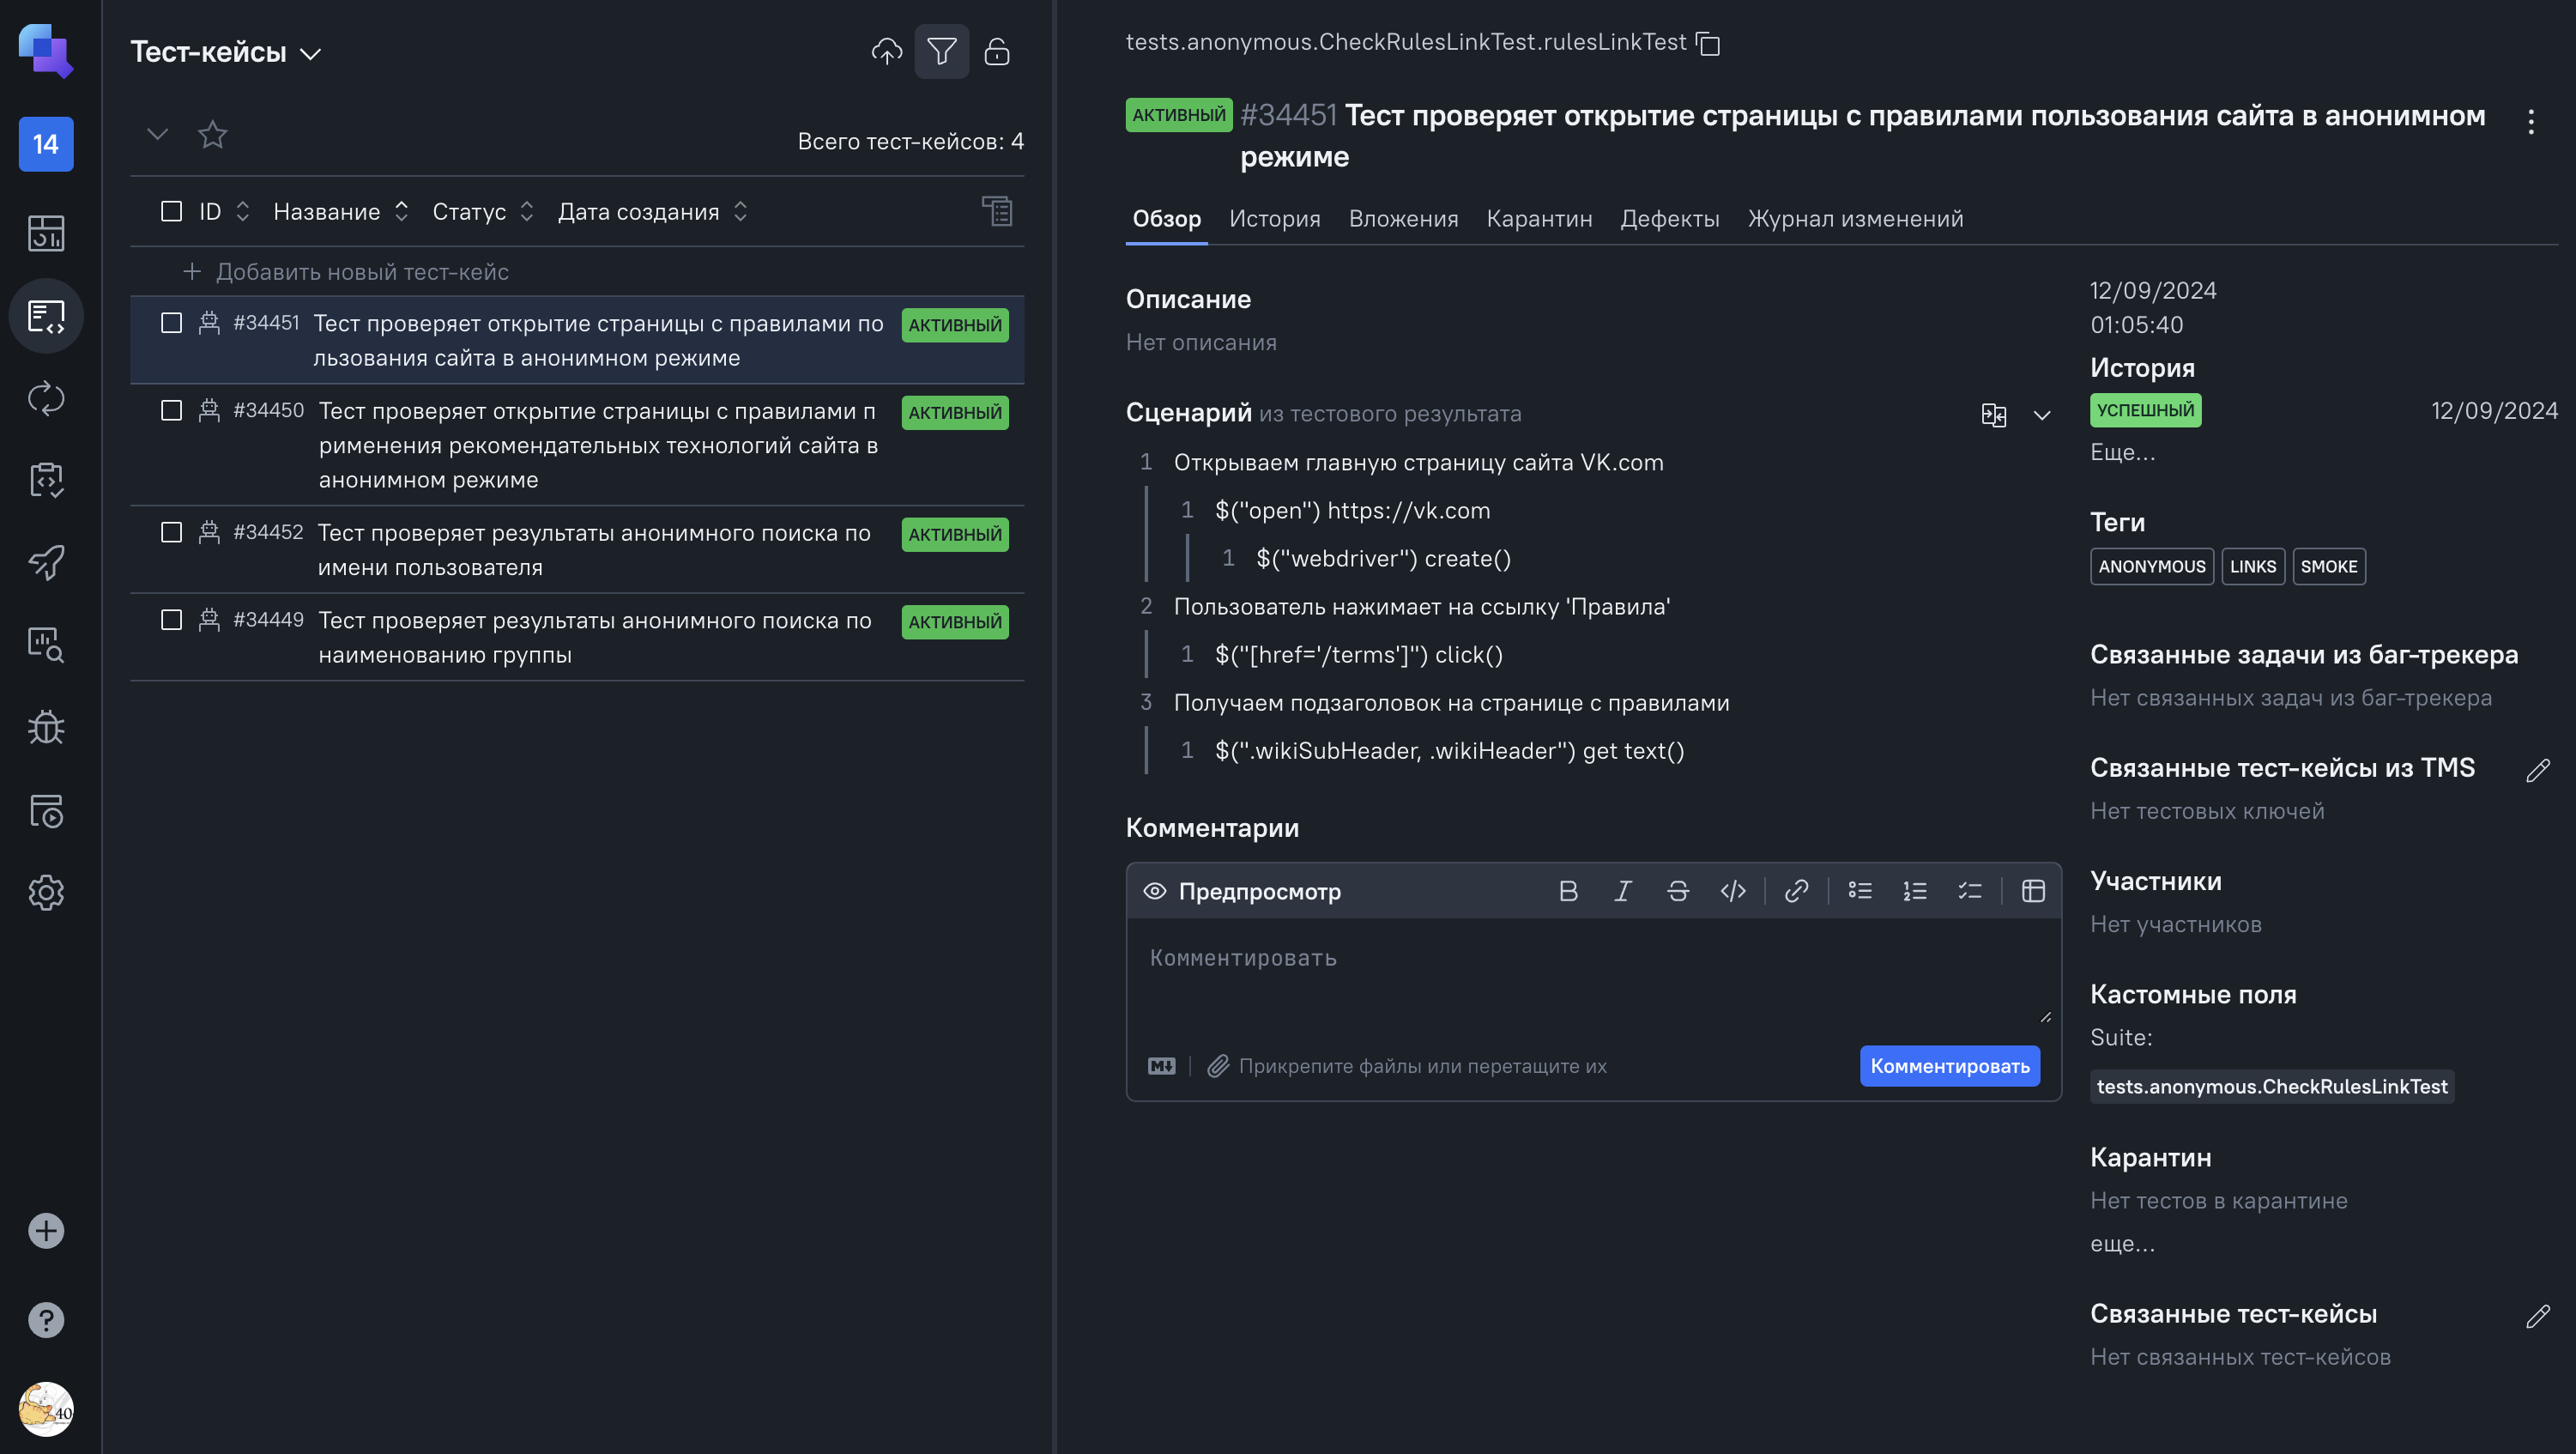 14
Тест-кейсы
Всего тест-кейсов: 4
ID Название Статус Дата создания
Добавить новый тест-кейс
#34451 Тест проверяет открытие страницы с правилами по
льзования сайта в анонимном режиме
АКТИВНЫЙ
#34450 Тест проверяет открытие страницы с правилами п
рименения рекомендательных технологий сайта в
анонимном режиме
АКТИВНЫЙ
#34452 Тест проверяет результаты анонимного поиска по
имени пользователя
АКТИВНЫЙ
#34449 Тест проверяет результаты анонимного поиска по
наименованию группы
АКТИВНЫЙ
40
tests.anonymous.CheckRulesLinkTest.rulesLinkTest
АКТИВНЫЙ #34451 Тест проверяет открытие страницы с правилами пользования сайта в анонимном
режиме
Обзор История Вложения Карантин Дефекты Журнал изменений
Описание
Нет описания
Сценарий из тестового результата
1 Открываем главную страницу сайта VK.com
1 $("open") https://vk.com
1 $("webdriver") create()
2 Пользователь нажимает на ссылку 'Правила'
1 $("[href='/terms']") click()
3 Получаем подзаголовок на странице с правилами
1 $(".wikiSubHeader, .wikiHeader") get text()
Комментарии
Предпросмотр
Комментировать
Прикрепите файлы или перетащите их
Комментировать
12/09/2024
01:05:40
История
УСПЕШНЫЙ 12/09/2024
Еще...
Теги
ANONYMOUS LINKS SMOKE
Связанные задачи из баг-трекера
Нет связанных задач из баг-трекера
Связанные тест-кейсы из TMS
Нет тестовых ключей
Участники
Нет участников
Кастомные поля
Suite:
tests.anonymous.CheckRulesLinkTest
Карантин
Нет тестов в карантине
еще...
Связанные тест-кейсы
Нет связанных тест-кейсов